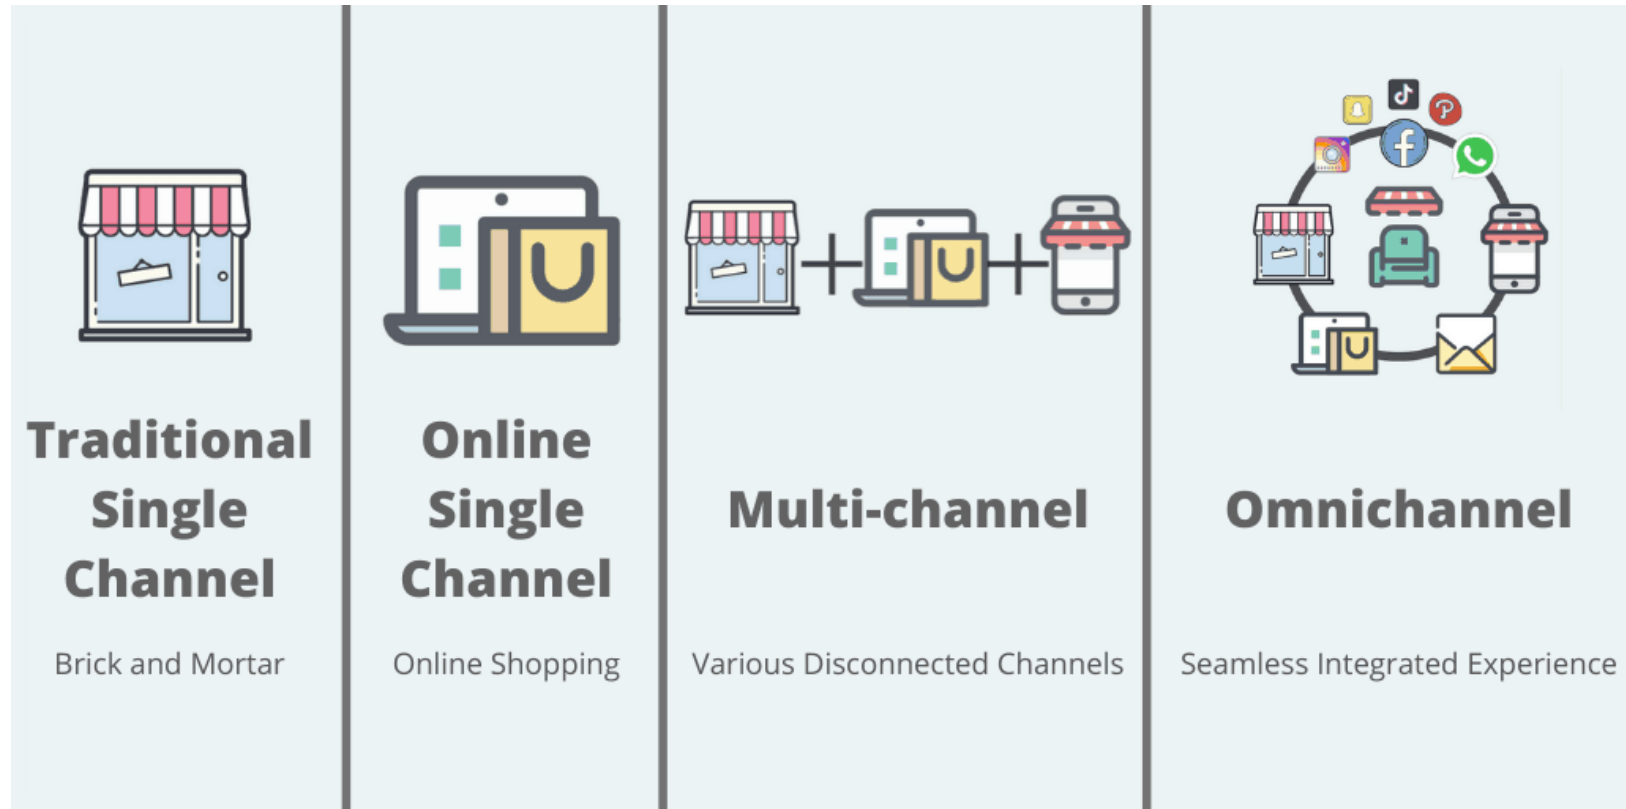 Traditional
Single
Channel
Brick and Mortar
Online
Single
Channel
Online Shopping
Multi-channel
Various Disconnected Channels
Omnichannel
Seamless Integrated Experience